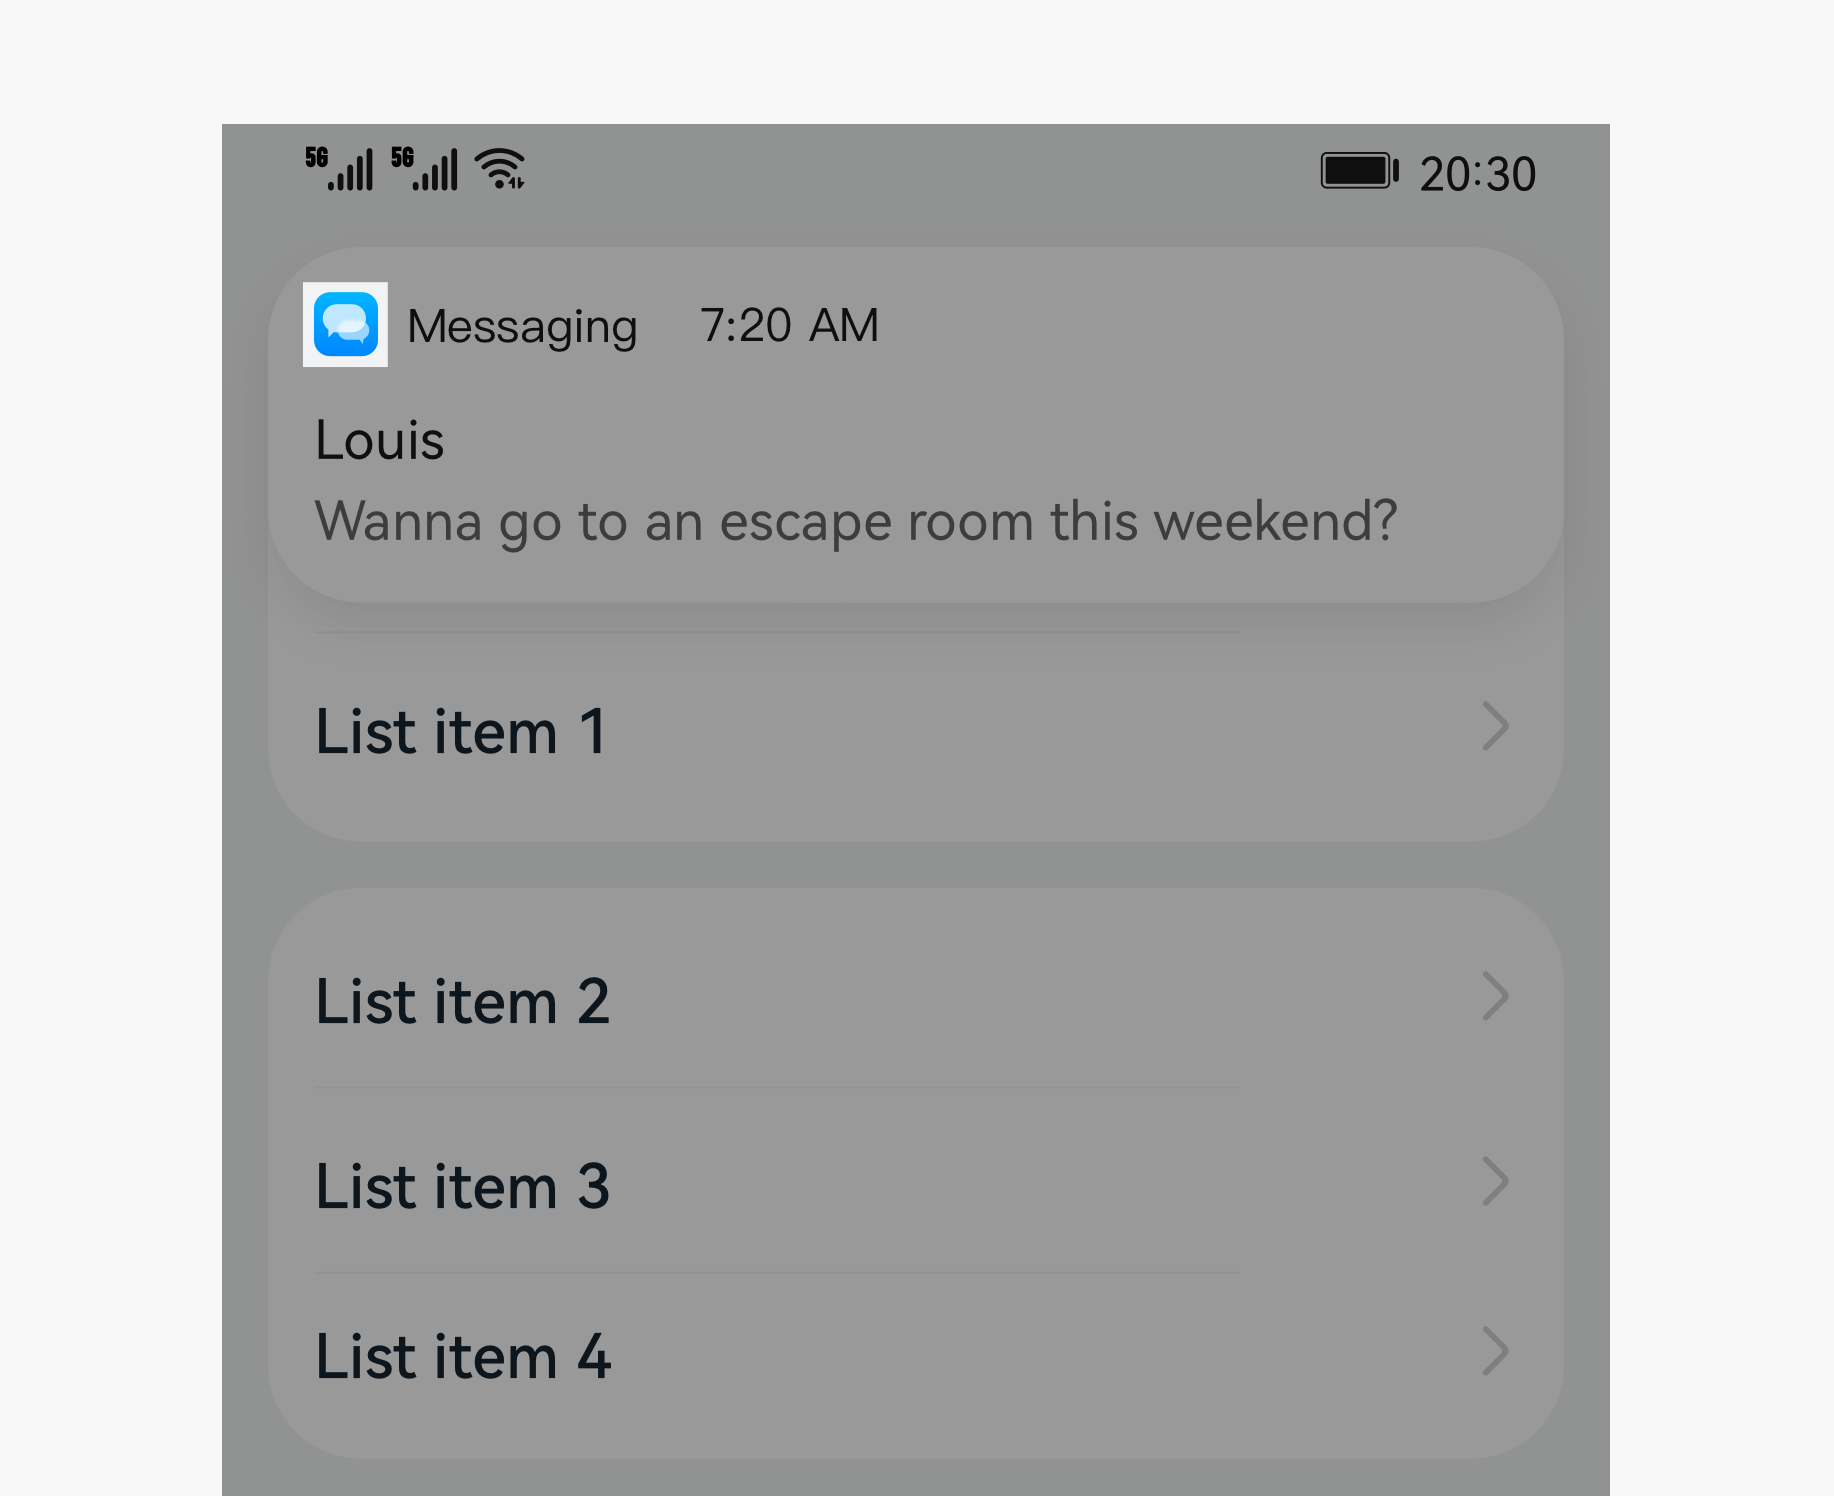 5G 5G 20:30
Messaging 7:20 AM
Louis
Wanna go to an escape room this weekend?
List item 1
List item 2
List item 3
List item 4